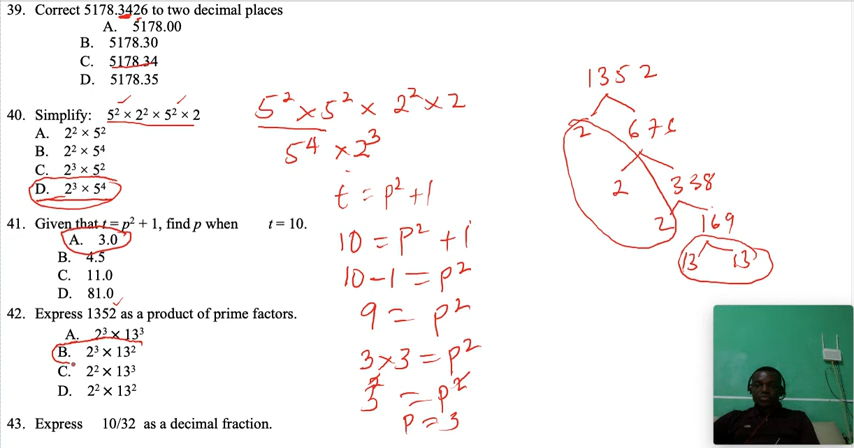 39. Correct 5178.3426 to two decimal places
A. 5178.00
B. 5178.30
C. 5178.34
D. 5178.35
40. Simplify: 5² × 2² × 5² × 2
A. 2² × 5²
B. 2² × 5⁴
C. 2³ × 5²
D. 2³ × 5⁴
41. Given that t = p² + 1, find p when t = 10.
A. 3.0
B. 4.5
C. 11.0
D. 81.0
42. Express 1352 as a product of prime factors.
A. 2³ × 13³
B. 2³ × 13²
C. 2² × 13³
D. 2² × 13²
43. Express 10/32 as a decimal fraction.
5² × 5² × 2² × 2
5⁴ × 2³
t = p² + 1
10 = p² + 1
10 - 1 = p²
9 = p²
3 × 3 = p²
3² = p²
p = 3
1352
2 676
2 338
2 169
13 13